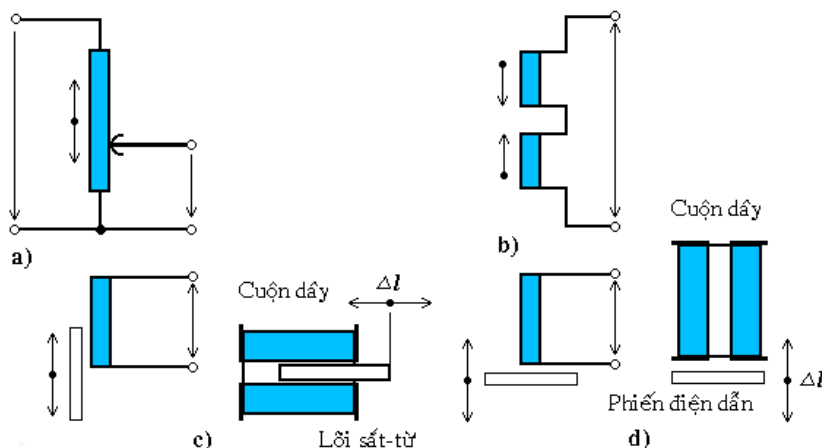 a)
b)
Cuộn dây
Cuộn dây
Δl
Δl
Phiến điện dẫn
c)
Lõi sắt-từ
d)